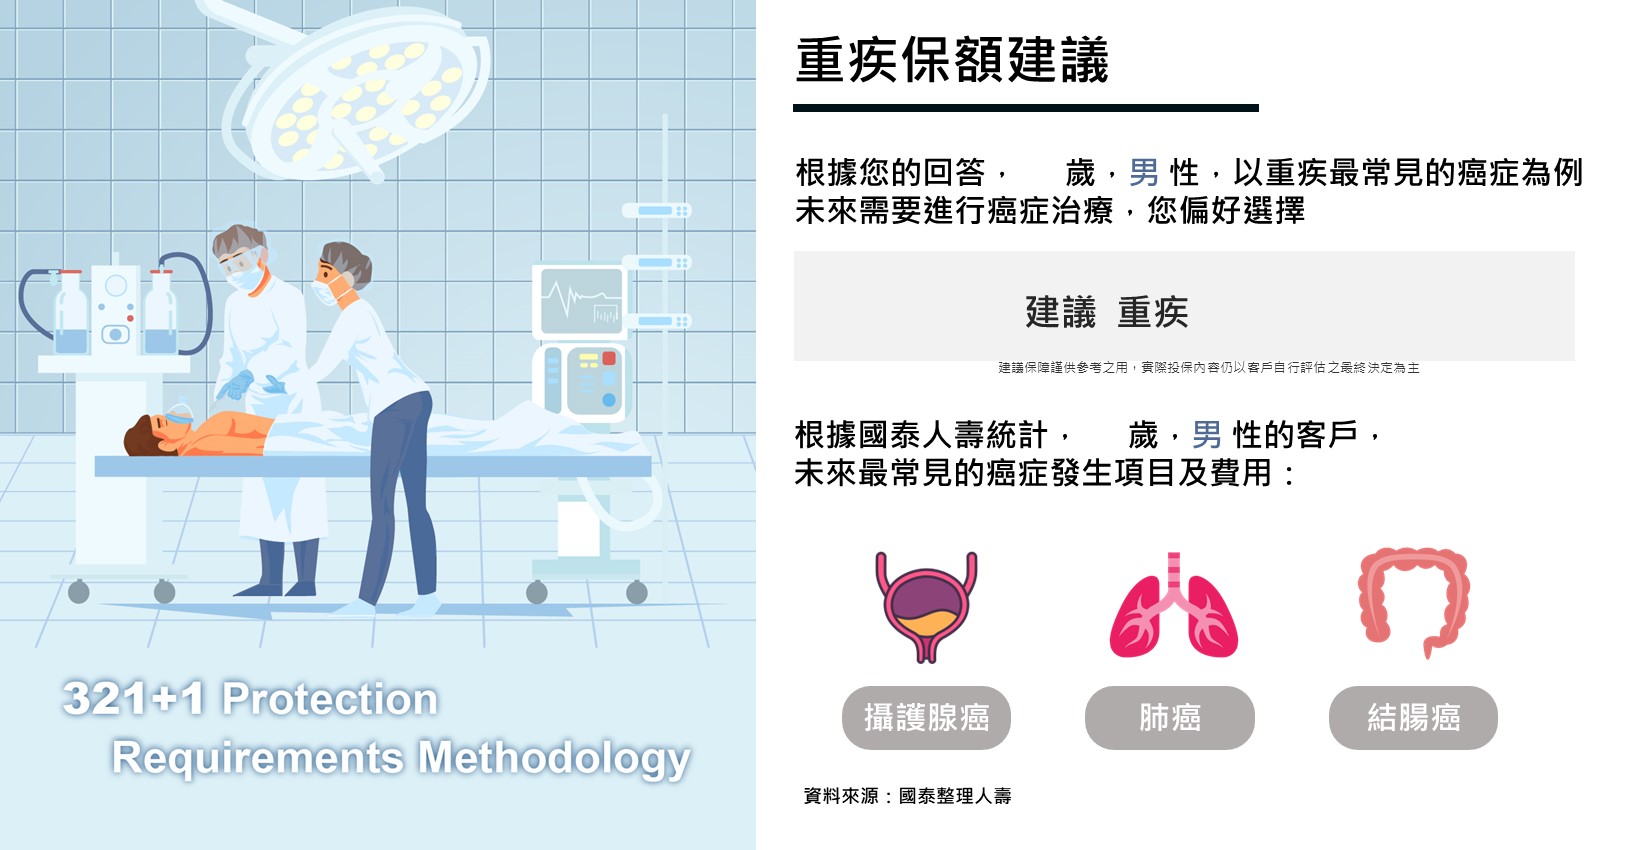 321+1 Protection
Requirements Methodology
重疾保額建議
根據您的回答， 歲，男 性，以重疾最常見的癌症為例
未來需要進行癌症治療，您偏好選擇
建議 重疾
建議保障謹供參考之用，實際投保內容仍以客戶自行評估之最終決定為主
根據國泰人壽統計， 歲，男 性的客戶，
未來最常見的癌症發生項目及費用：
攝護腺癌 肺癌 結腸癌
資料來源：國泰整理人壽